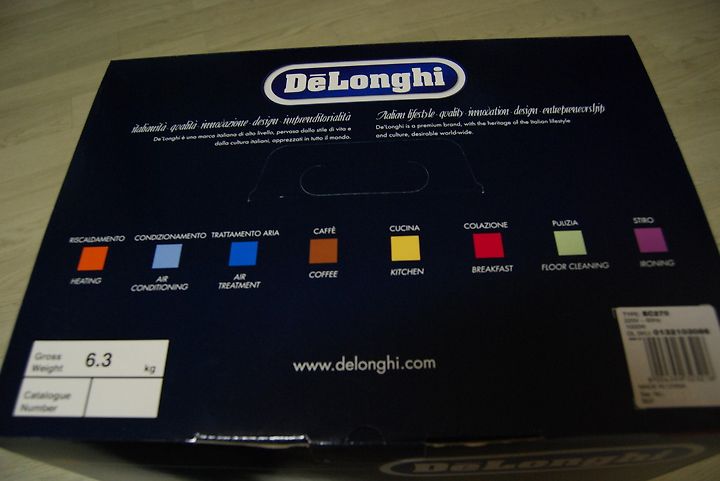 DēLonghi
italianità · qualità · innovazione · design · imprenditorialità
De'Longhi è una marca italiana di alto livello, pervasa dallo stile di vita e
dalla cultura italiani, apprezzati in tutto il mondo.
Italian lifestyle · quality · innovation · design · entrepreneurship
De'Longhi is a premium brand, with the heritage of the Italian lifestyle
and culture, desirable world-wide.
RISCALDAMENTO CONDIZIONAMENTO TRATTAMENTO ARIA CAFFÈ CUCINA COLAZIONE PULIZIA STIRO
HEATING AIR CONDITIONING AIR TREATMENT COFFEE KITCHEN BREAKFAST FLOOR CLEANING IRONING
Gross Weight 6.3 kg
Catalogue Number
www.delonghi.com
DēLonghi